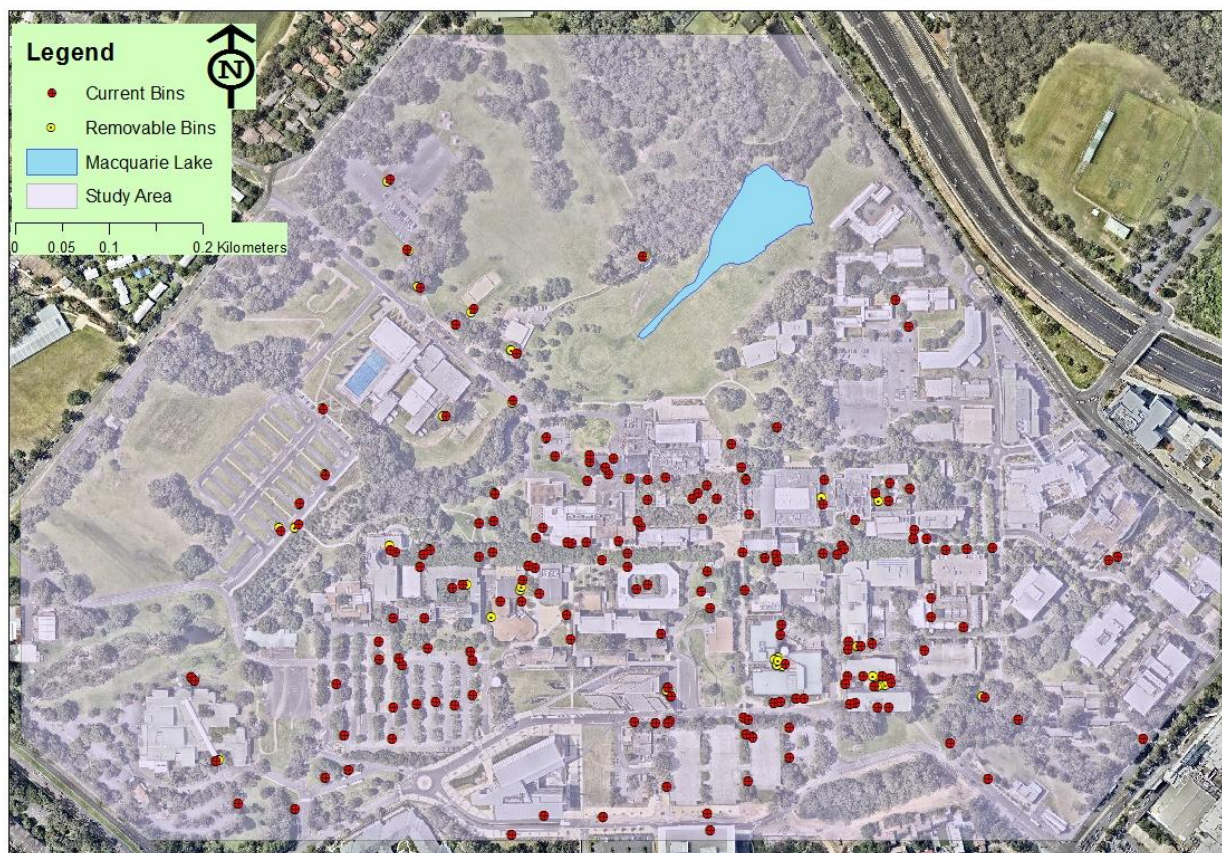 Legend
N
Current Bins
Removable Bins
Macquarie Lake
Study Area
0 0.05 0.1 0.2 Kilometers